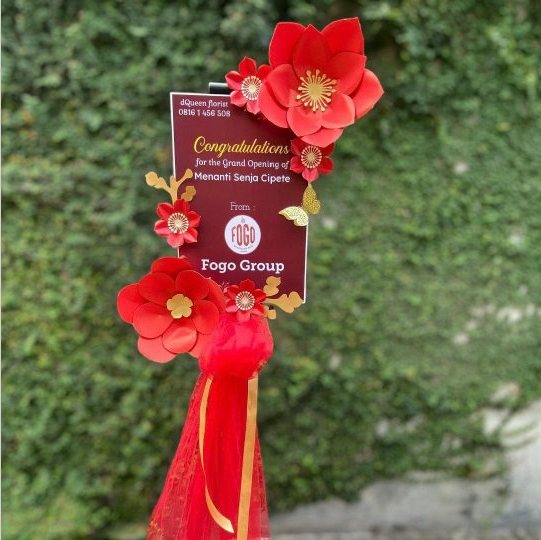 dQueen florist
0816 1 456 508
Congratulations
for the Grand Opening of
Menanti Senja Cipete
From :
FOGO
Fogo Group